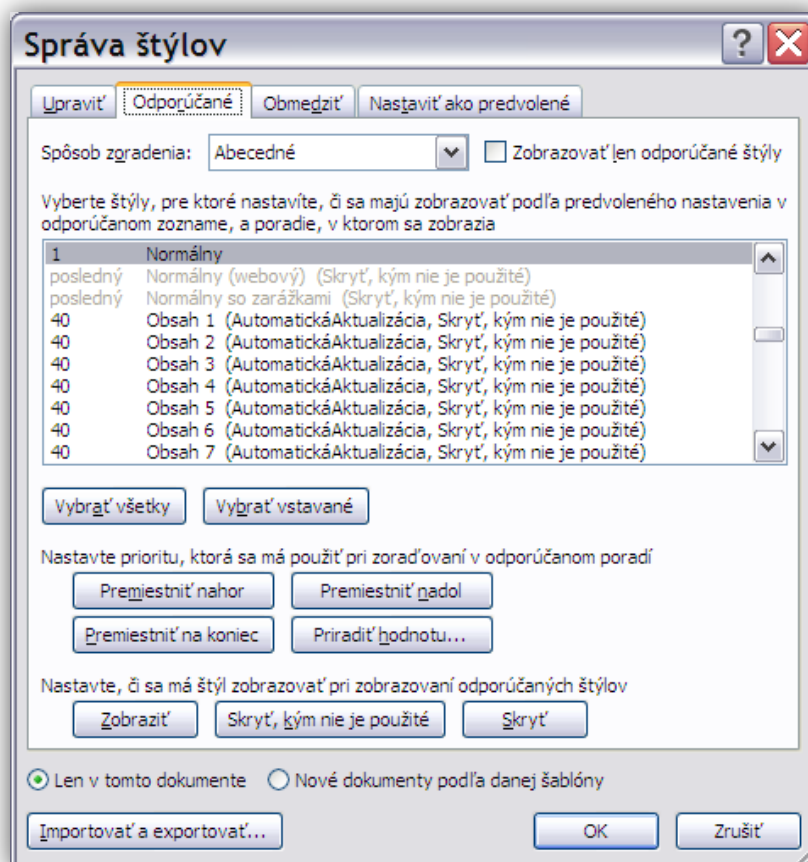 Správa štýlov
Upraviť Odporúčané Obmedziť Nastaviť ako predvolené
Spôsob zoradenia: Abecedné Zobrazovať len odporúčané štýly
Vyberte štýly, pre ktoré nastavíte, či sa majú zobrazovať podľa predvoleného nastavenia v
odporúčanom zozname, a poradie, v ktorom sa zobrazia
1 Normálny
posledný Normálny (webový) (Skryť, kým nie je použité)
posledný Normálny so zarážkami (Skryť, kým nie je použité)
40 Obsah 1 (AutomatickáAktualizácia, Skryť, kým nie je použité)
40 Obsah 2 (AutomatickáAktualizácia, Skryť, kým nie je použité)
40 Obsah 3 (AutomatickáAktualizácia, Skryť, kým nie je použité)
40 Obsah 4 (AutomatickáAktualizácia, Skryť, kým nie je použité)
40 Obsah 5 (AutomatickáAktualizácia, Skryť, kým nie je použité)
40 Obsah 6 (AutomatickáAktualizácia, Skryť, kým nie je použité)
40 Obsah 7 (AutomatickáAktualizácia, Skryť, kým nie je použité)
Vybrať všetky Vybrať vstavané
Nastavte prioritu, ktorá sa má použiť pri zoraďovaní v odporúčanom poradí
Premiestniť nahor Premiestniť nadol
Premiestniť na koniec Priradiť hodnotu...
Nastavte, či sa má štýl zobrazovať pri zobrazovaní odporúčaných štýlov
Zobraziť Skryť, kým nie je použité Skryť
Len v tomto dokumente Nové dokumenty podľa danej šablóny
Importovať a exportovať... OK Zrušiť